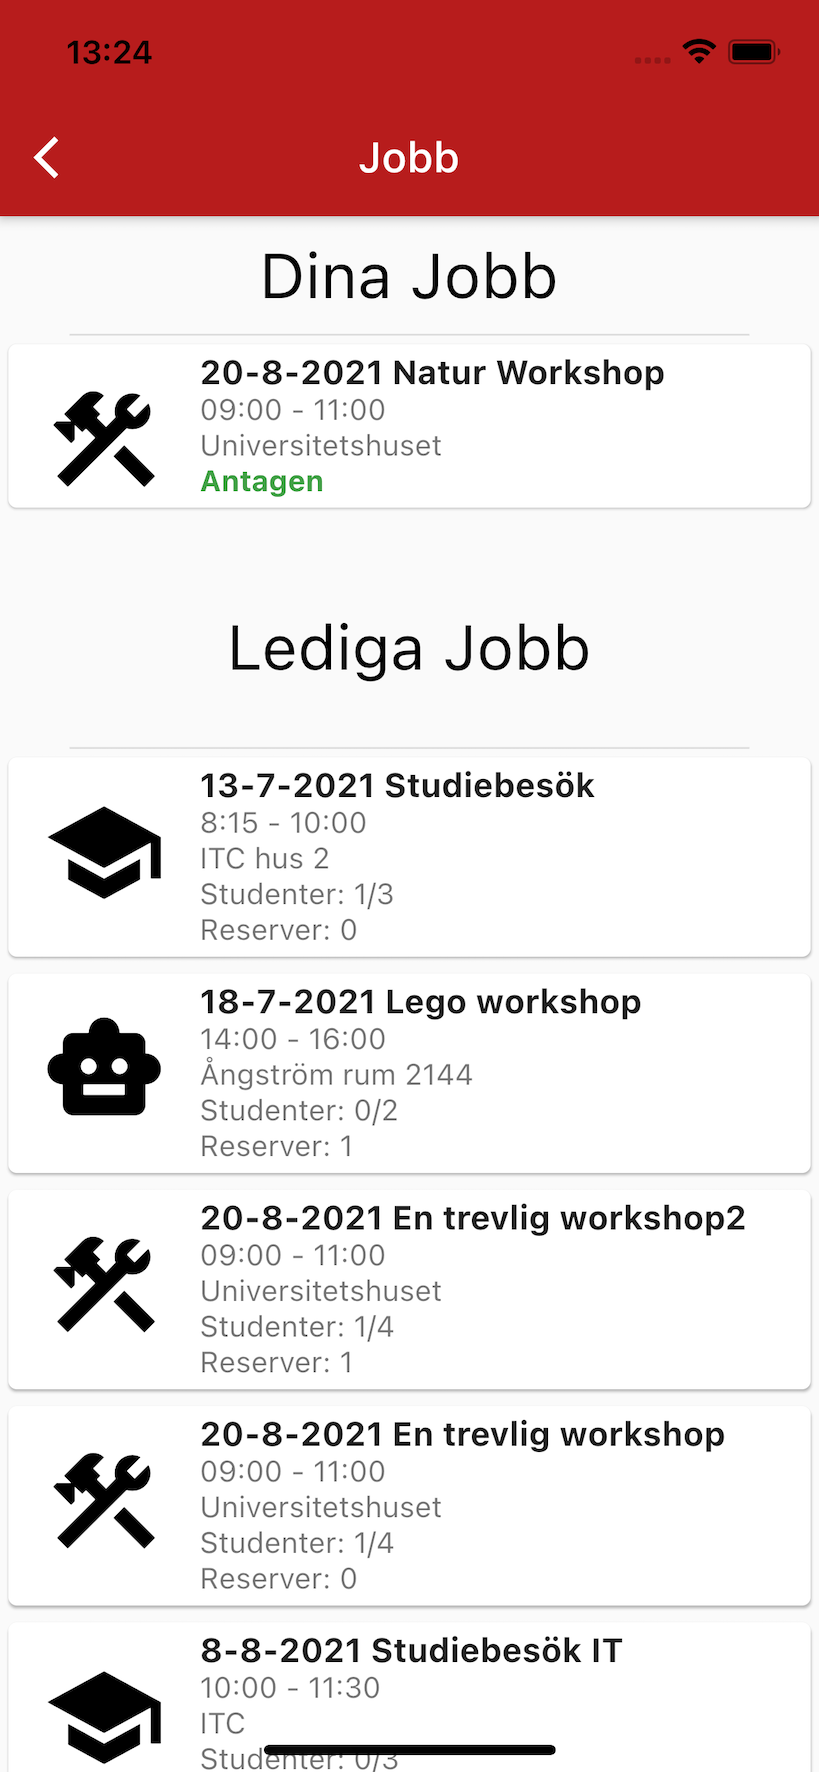 13:24
Jobb
Dina Jobb
20-8-2021 Natur Workshop
09:00 - 11:00
Universitetshuset
Antagen
Lediga Jobb
13-7-2021 Studiebesök
8:15 - 10:00
ITC hus 2
Studenter: 1/3
Reserver: 0
18-7-2021 Lego workshop
14:00 - 16:00
Ångström rum 2144
Studenter: 0/2
Reserver: 1
20-8-2021 En trevlig workshop2
09:00 - 11:00
Universitetshuset
Studenter: 1/4
Reserver: 1
20-8-2021 En trevlig workshop
09:00 - 11:00
Universitetshuset
Studenter: 1/4
Reserver: 0
8-8-2021 Studiebesök IT
10:00 - 11:30
ITC
Studenter: 0/3